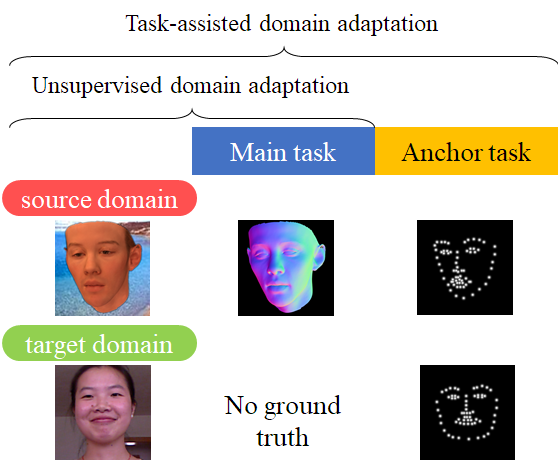 Task-assisted domain adaptation
Unsupervised domain adaptation
Main task
Anchor task
source domain
target domain
No ground
truth